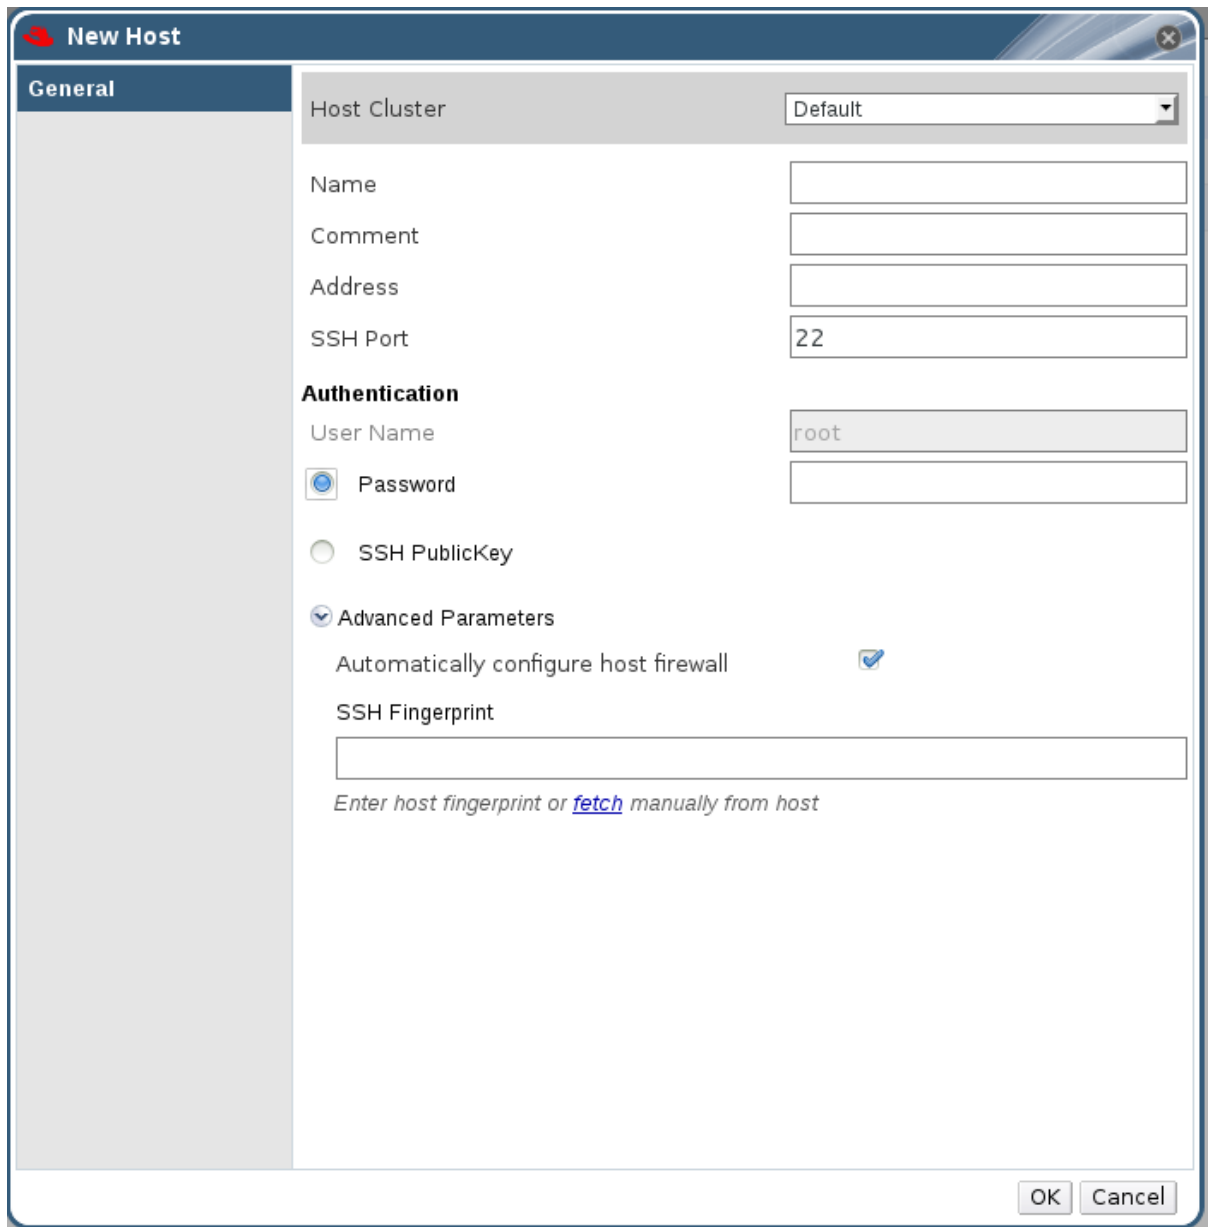 New Host
General
Host Cluster Default
Name
Comment
Address
SSH Port 22
Authentication
User Name root
Password
SSH PublicKey
Advanced Parameters
Automatically configure host firewall
SSH Fingerprint
Enter host fingerprint or fetch manually from host
OK Cancel